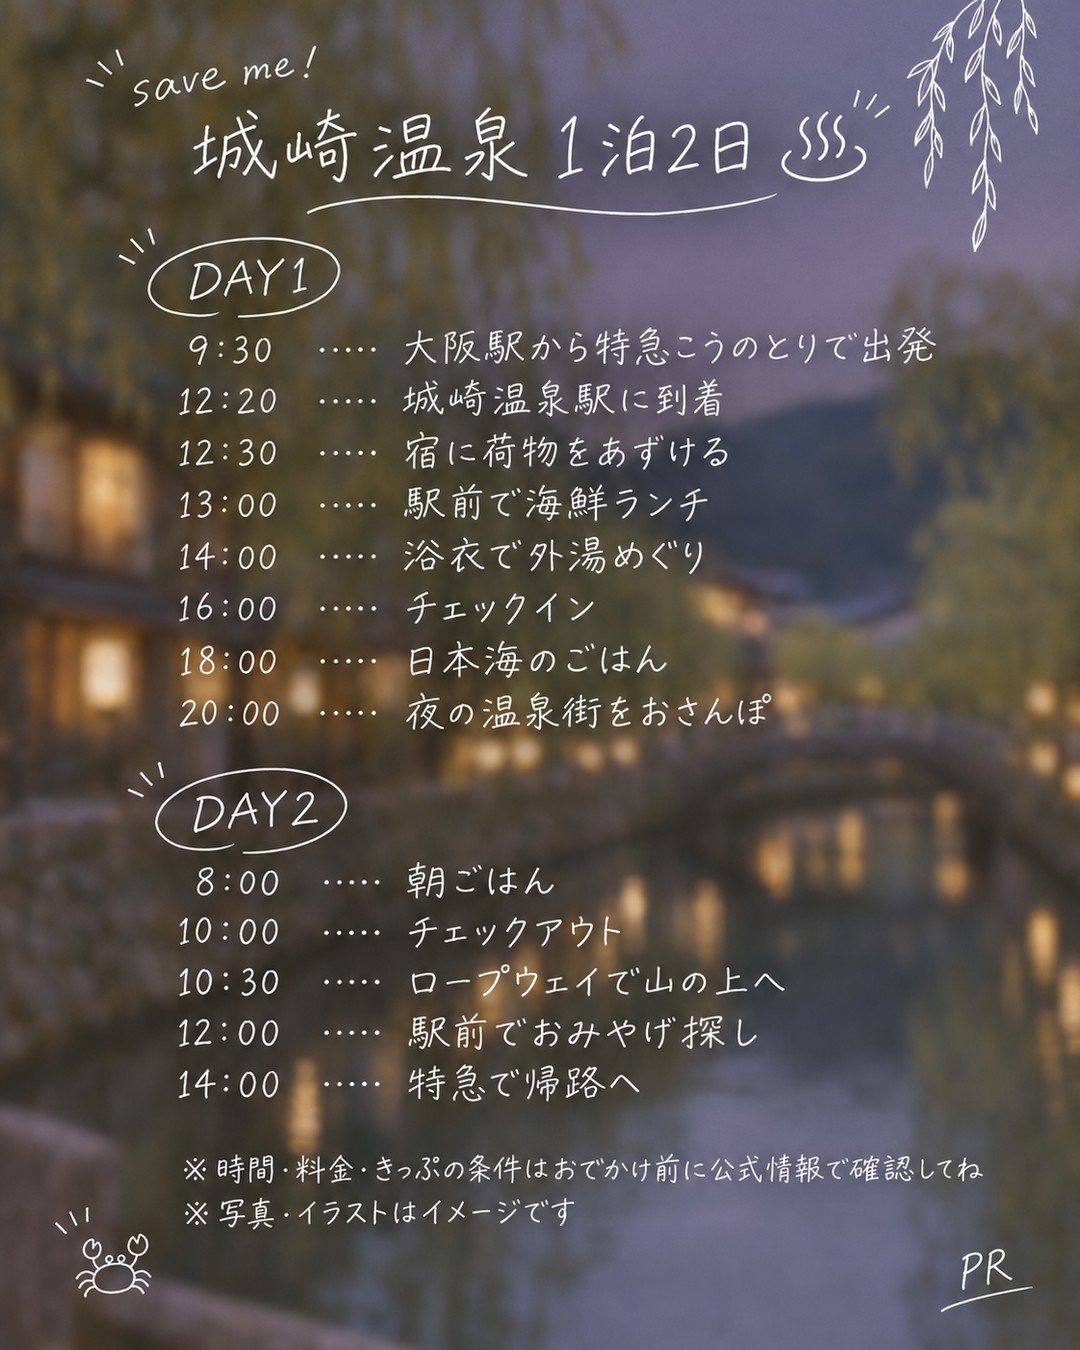 save me!
城崎温泉 1泊2日
DAY1
9:30 ····· 大阪駅から特急こうのとりで出発
12:20 ····· 城崎温泉駅に到着
12:30 ····· 宿に荷物をあずける
13:00 ····· 駅前で海鮮ランチ
14:00 ····· 浴衣で外湯めぐり
16:00 ····· チェックイン
18:00 ····· 日本海のごはん
20:00 ····· 夜の温泉街をおさんぽ
DAY2
8:00 ····· 朝ごはん
10:00 ····· チェックアウト
10:30 ····· ロープウェイで山の上へ
12:00 ····· 駅前でおみやげ探し
14:00 ····· 特急で帰路へ
※ 時間・料金・きっぷの条件はおでかけ前に公式情報で確認してね
※ 写真・イラストはイメージです
PR